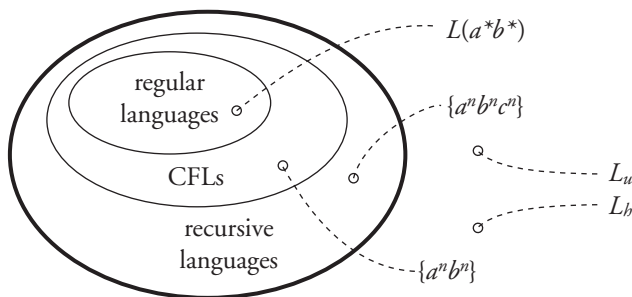 L(a*b*)
regular
languages
{aⁿbⁿcⁿ}
CFLs
Lᵤ
Lₕ
recursive
languages
{aⁿbⁿ}